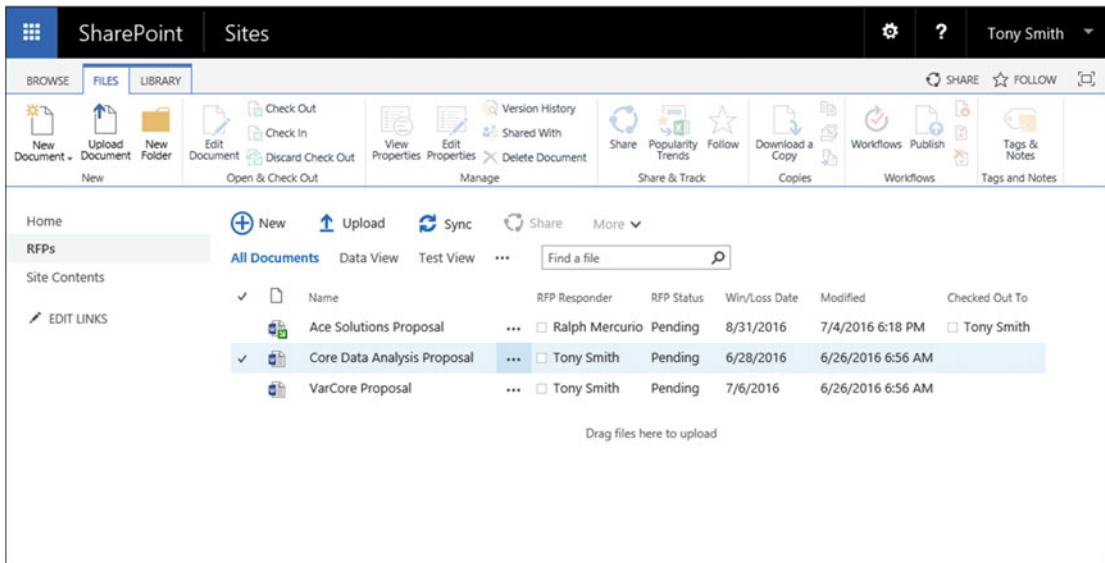 SharePoint Sites ? Tony Smith
BROWSE FILES LIBRARY SHARE FOLLOW
New Document Upload Document New Folder
New
Edit Document Check Out
Check In
Discard Check Out
Open & Check Out
View Properties Edit Properties Version History
Shared With
Delete Document
Manage
Share Popularity Trends Follow
Share & Track
Download a Copy
Copies
Workflows Publish
Workflows
Tags & Notes
Tags and Notes
Home
RFPs
Site Contents
EDIT LINKS
New Upload Sync Share More
All Documents Data View Test View ... Find a file
Name RFP Responder RFP Status Win/Loss Date Modified Checked Out To
Ace Solutions Proposal ... Ralph Mercurio Pending 8/31/2016 7/4/2016 6:18 PM Tony Smith
Core Data Analysis Proposal ... Tony Smith Pending 6/28/2016 6/26/2016 6:56 AM
VarCore Proposal ... Tony Smith Pending 7/6/2016 6/26/2016 6:56 AM
Drag files here to upload